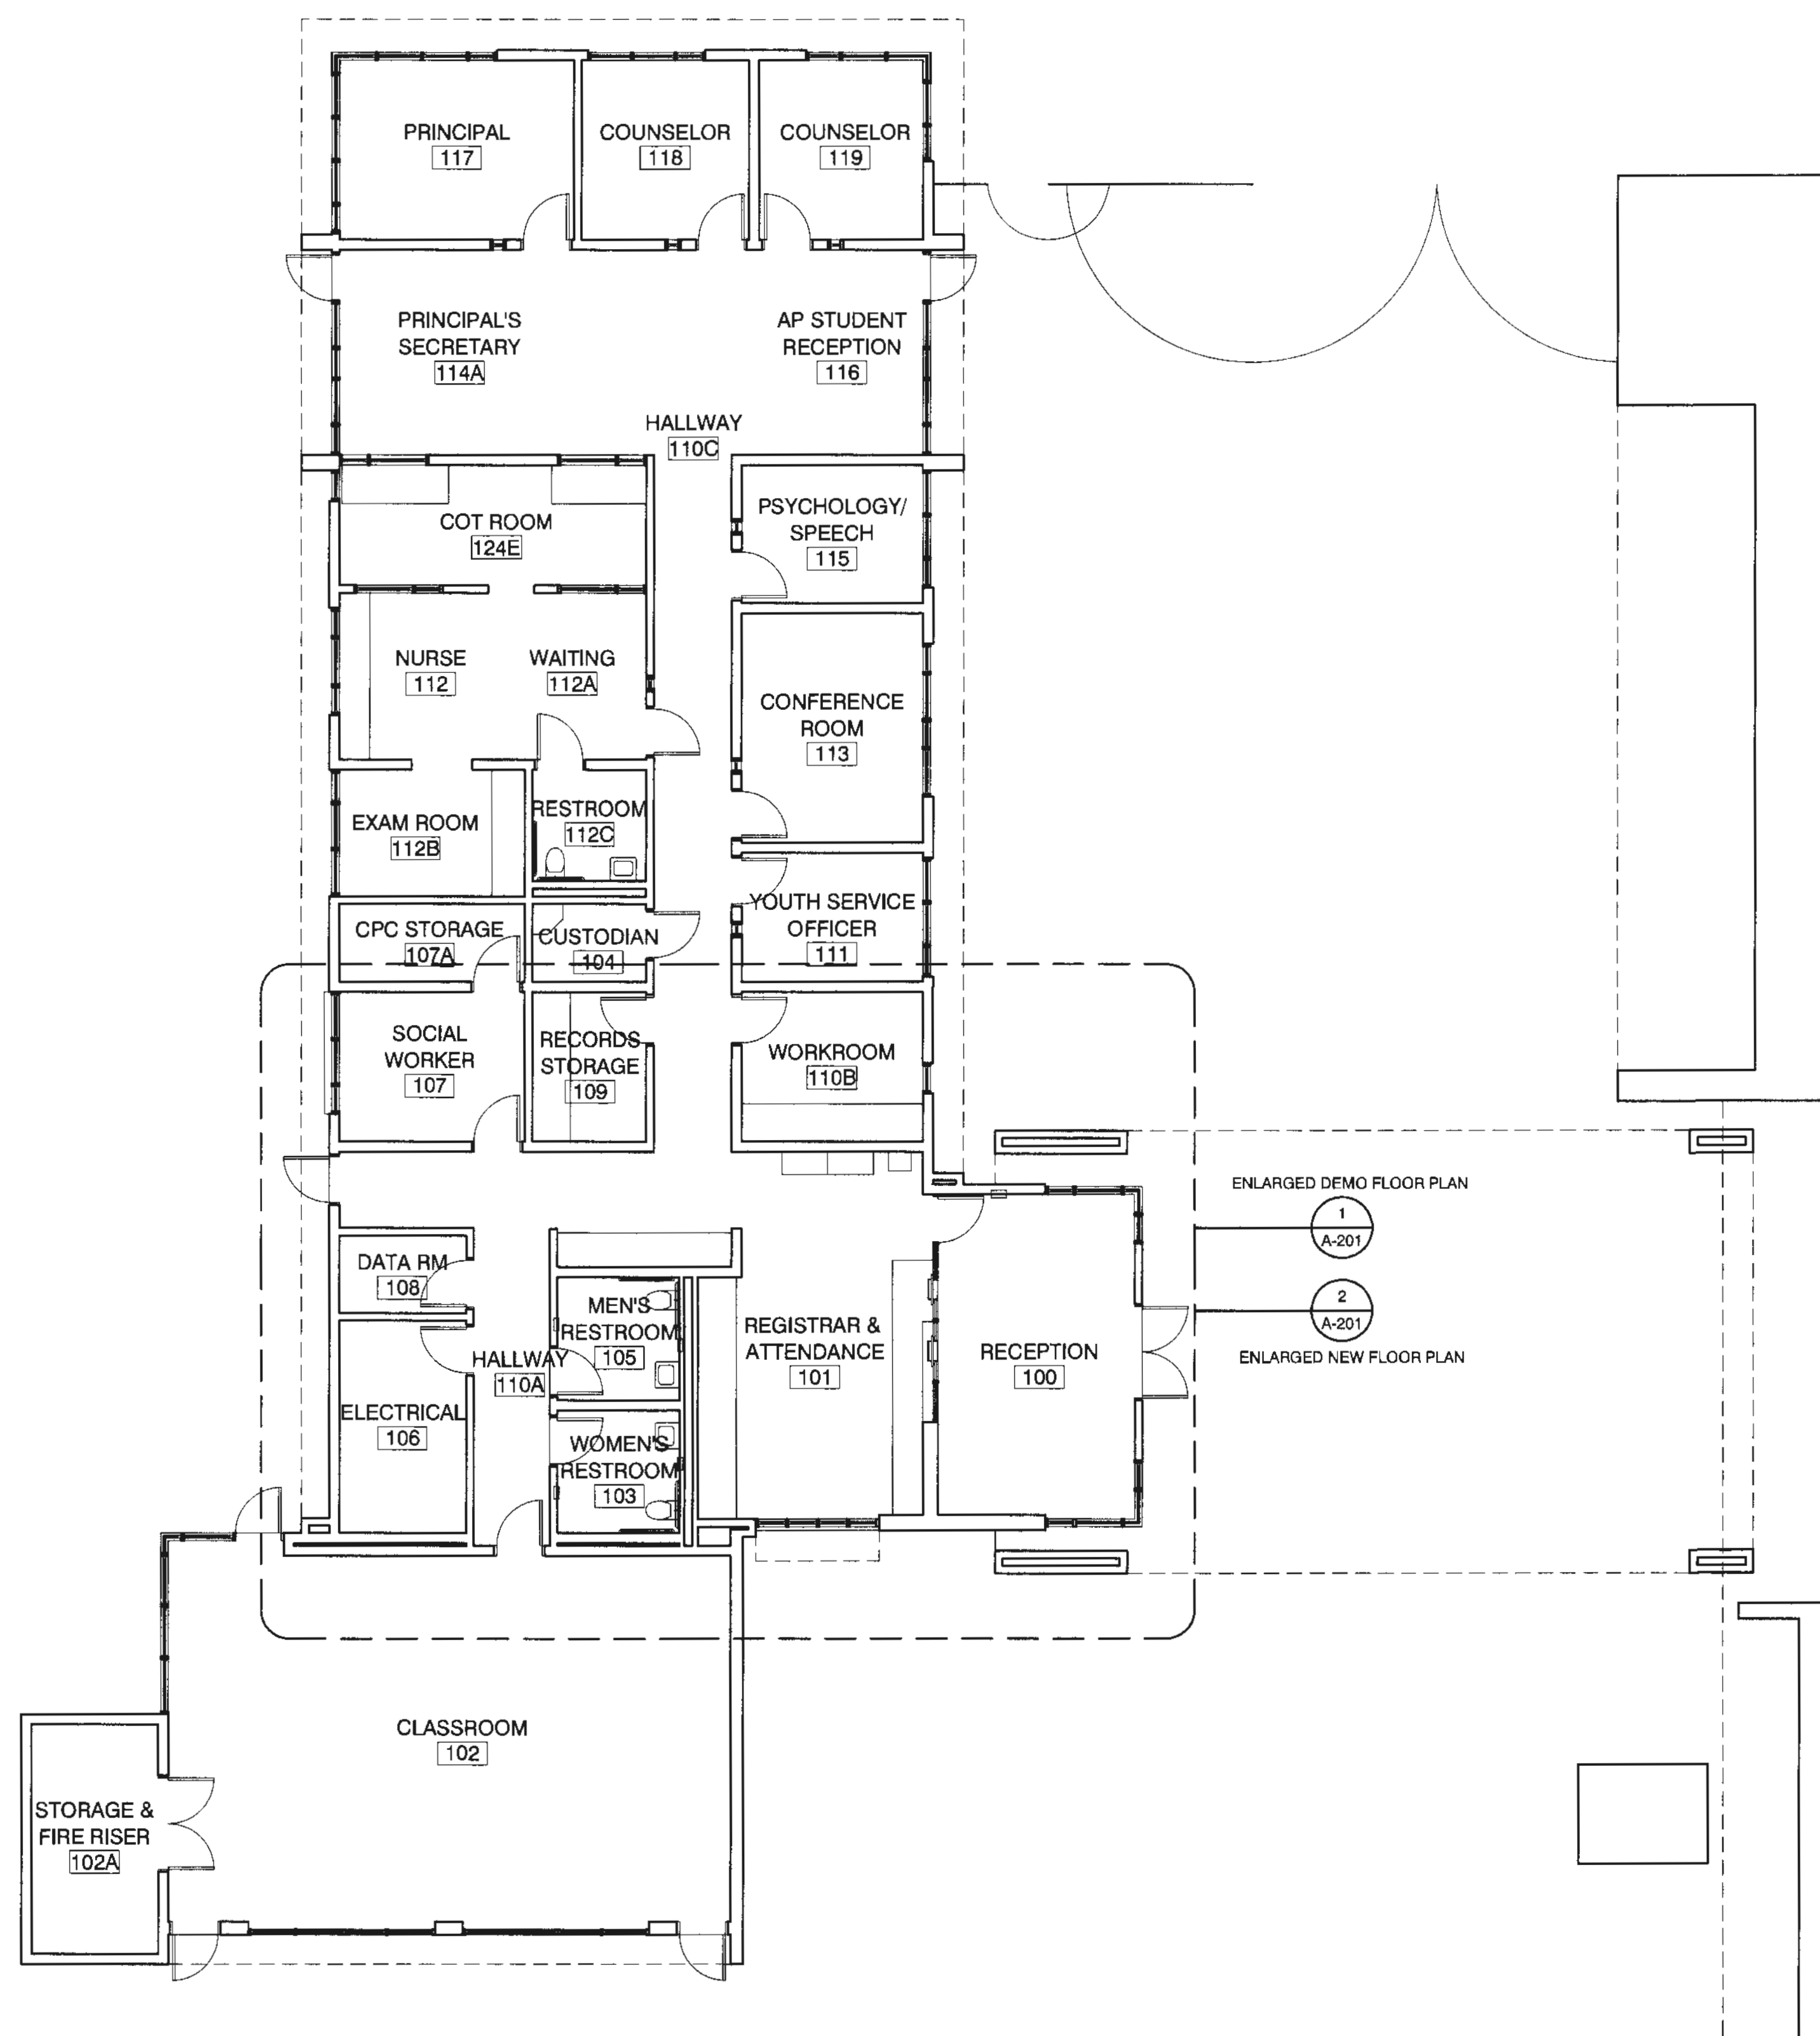 PRINCIPAL
117
COUNSELOR
118
COUNSELOR
119
PRINCIPAL'S
SECRETARY
114A
AP STUDENT
RECEPTION
116
HALLWAY
110C
COT ROOM
124E
PSYCHOLOGY/
SPEECH
115
NURSE
112
WAITING
112A
CONFERENCE
ROOM
113
EXAM ROOM
112B
RESTROOM
112C
YOUTH SERVICE
OFFICER
111
CPC STORAGE
107A
CUSTODIAN
104
SOCIAL
WORKER
107
RECORDS
STORAGE
109
WORKROOM
110B
ENLARGED DEMO FLOOR PLAN
1
A-201
2
A-201
ENLARGED NEW FLOOR PLAN
DATA RM
108
MEN'S
RESTROOM
105
HALLWAY
110A
REGISTRAR &
ATTENDANCE
101
RECEPTION
100
ELECTRICAL
106
WOMEN'S
RESTROOM
103
CLASSROOM
102
STORAGE &
FIRE RISER
102A